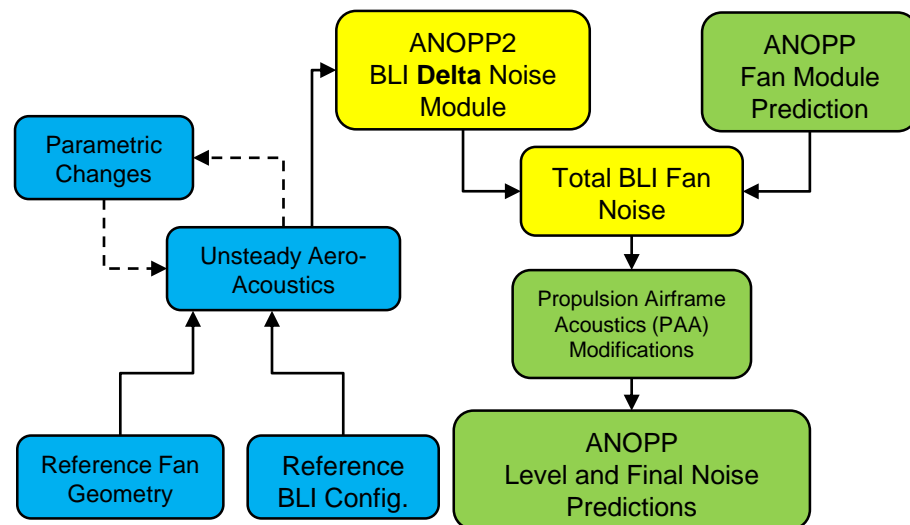 ANOPP2
BLI Delta Noise
Module
ANOPP
Fan Module
Prediction
Parametric
Changes
Total BLI Fan
Noise
Unsteady Aero-
Acoustics
Propulsion Airframe
Acoustics (PAA)
Modifications
Reference Fan
Geometry
Reference
BLI Config.
ANOPP
Level and Final Noise
Predictions